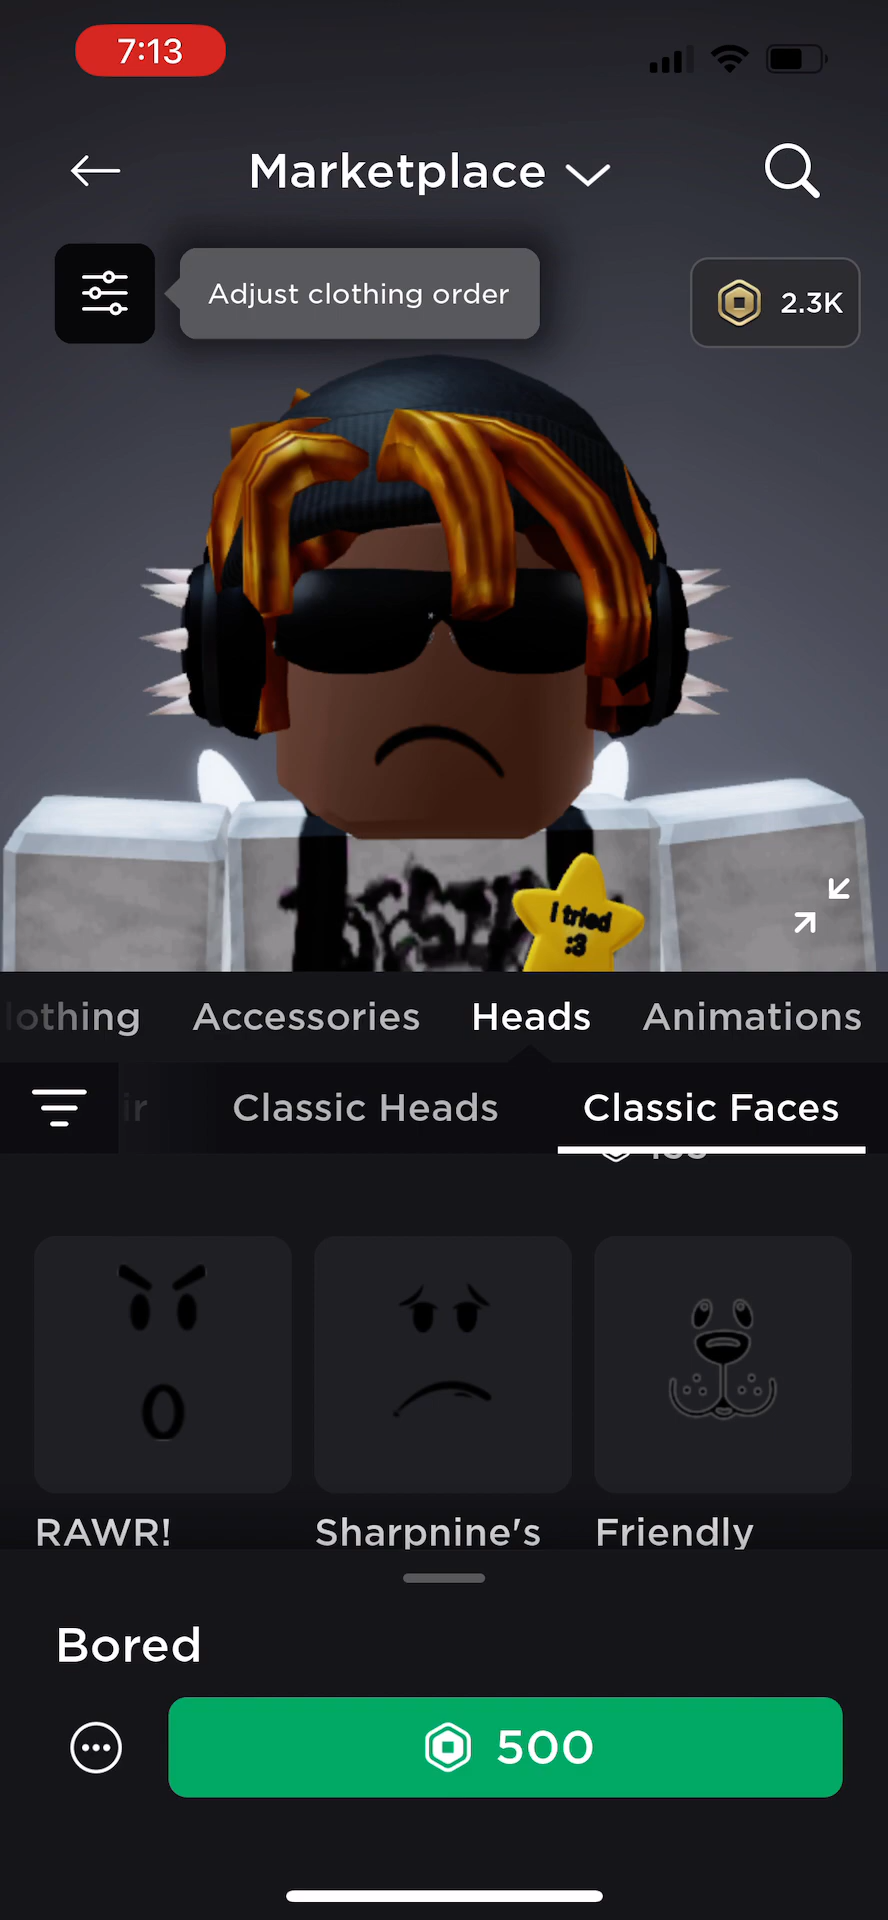 7:13
Marketplace
Adjust clothing order
2.3K
I tried
:3
lothing Accessories Heads Animations
ir Classic Heads Classic Faces
RAWR! Sharpnine's Friendly
Bored
500